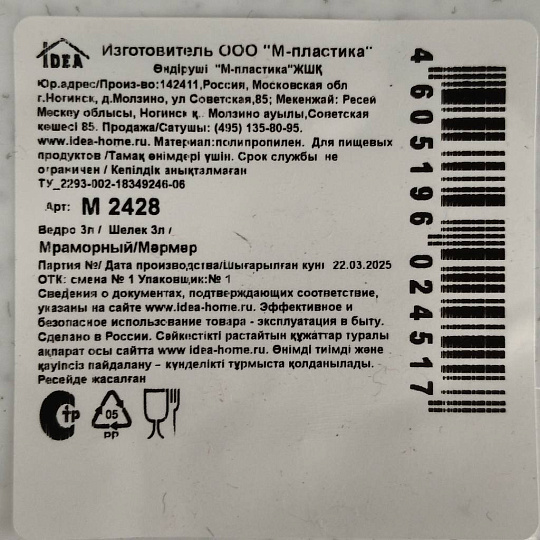 IDEA
Изготовитель ООО "М-пластика"
Өндіруші "М-пластика"ЖШҚ
Юр.адрес/Произ-во:142411,Россия, Московская обл
г.Ногинск, д.Молзино, ул Советская,85; Мекенжай: Ресей
Мәскеу облысы, Ногинск қ. Молзино ауылы,Советская
көшесі 85. Продажа/Сатушы: (495) 135-80-95.
www.idea-home.ru. Материал:полипропилен. Для пищевых
продуктов /Тамақ өнімдері үшін. Срок службы не
ограничен / Кепілдік анықталмаған
ТУ_2293-002-18349246-06
Арт: М 2428
Ведро 3л / Шелек 3л /
Мраморный/Мәрмәр
Партия №/ Дата производства/Шығарылған күні 22.03.2025
ОТК: смена № 1 Упаковщик:№ 1
Сведения о документах, подтверждающих соответствие,
указаны на сайте www.idea-home.ru. Эффективное и
безопасное использование товара - эксплуатация в быту.
Сделано в России. Сәйкестікті растайтын құжаттар туралы
ақпарат осы сайтта www.idea-home.ru. Өнімді тиімді және
қауіпсіз пайдалану – күнделікті тұрмыста қолданылады.
Ресейде жасалған
СТР
05
PP
4 605196 024517